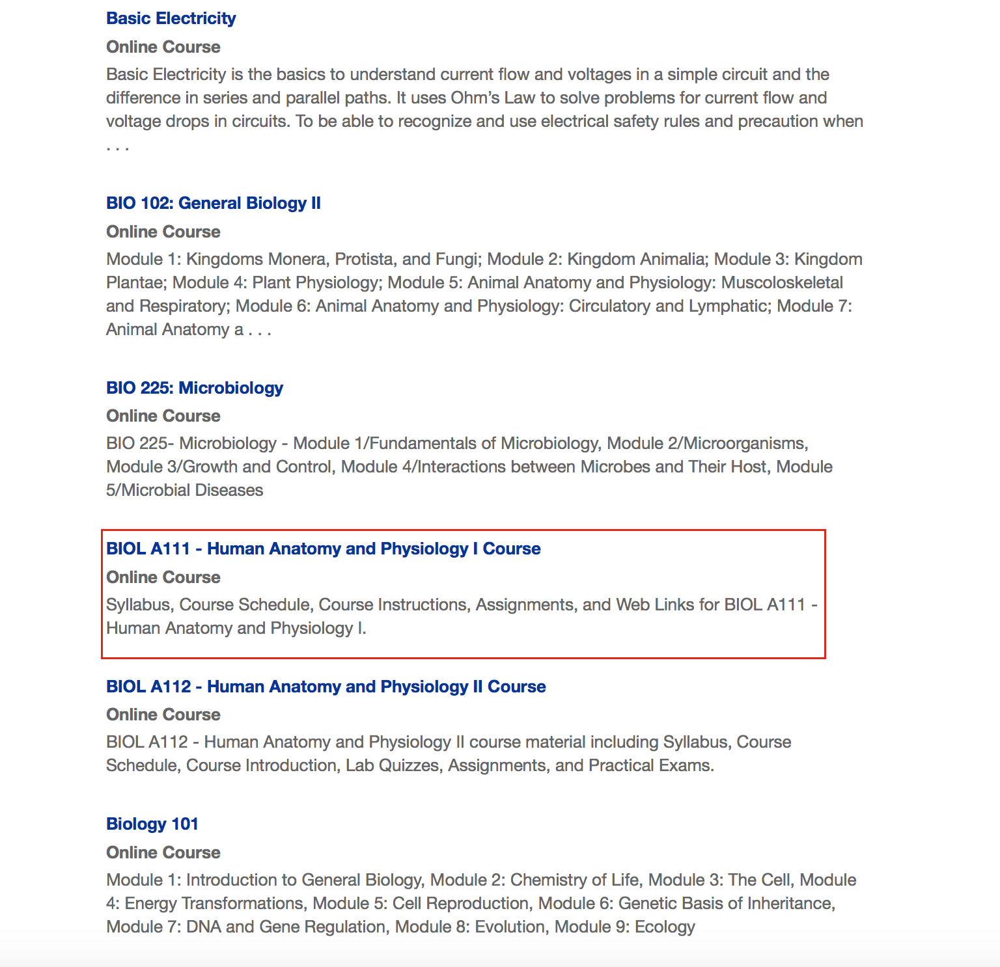 Basic Electricity
Online Course
Basic Electricity is the basics to understand current flow and voltages in a simple circuit and the
difference in series and parallel paths. It uses Ohm’s Law to solve problems for current flow and
voltage drops in circuits. To be able to recognize and use electrical safety rules and precaution when
. . .
BIO 102: General Biology II
Online Course
Module 1: Kingdoms Monera, Protista, and Fungi; Module 2: Kingdom Animalia; Module 3: Kingdom
Plantae; Module 4: Plant Physiology; Module 5: Animal Anatomy and Physiology: Muscoloskeletal
and Respiratory; Module 6: Animal Anatomy and Physiology: Circulatory and Lymphatic; Module 7:
Animal Anatomy a . . .
BIO 225: Microbiology
Online Course
BIO 225- Microbiology - Module 1/Fundamentals of Microbiology, Module 2/Microorganisms,
Module 3/Growth and Control, Module 4/Interactions between Microbes and Their Host, Module
5/Microbial Diseases
BIOL A111 - Human Anatomy and Physiology I Course
Online Course
Syllabus, Course Schedule, Course Instructions, Assignments, and Web Links for BIOL A111 -
Human Anatomy and Physiology I.
BIOL A112 - Human Anatomy and Physiology II Course
Online Course
BIOL A112 - Human Anatomy and Physiology II course material including Syllabus, Course
Schedule, Course Introduction, Lab Quizzes, Assignments, and Practical Exams.
Biology 101
Online Course
Module 1: Introduction to General Biology, Module 2: Chemistry of Life, Module 3: The Cell, Module
4: Energy Transformations, Module 5: Cell Reproduction, Module 6: Genetic Basis of Inheritance,
Module 7: DNA and Gene Regulation, Module 8: Evolution, Module 9: Ecology